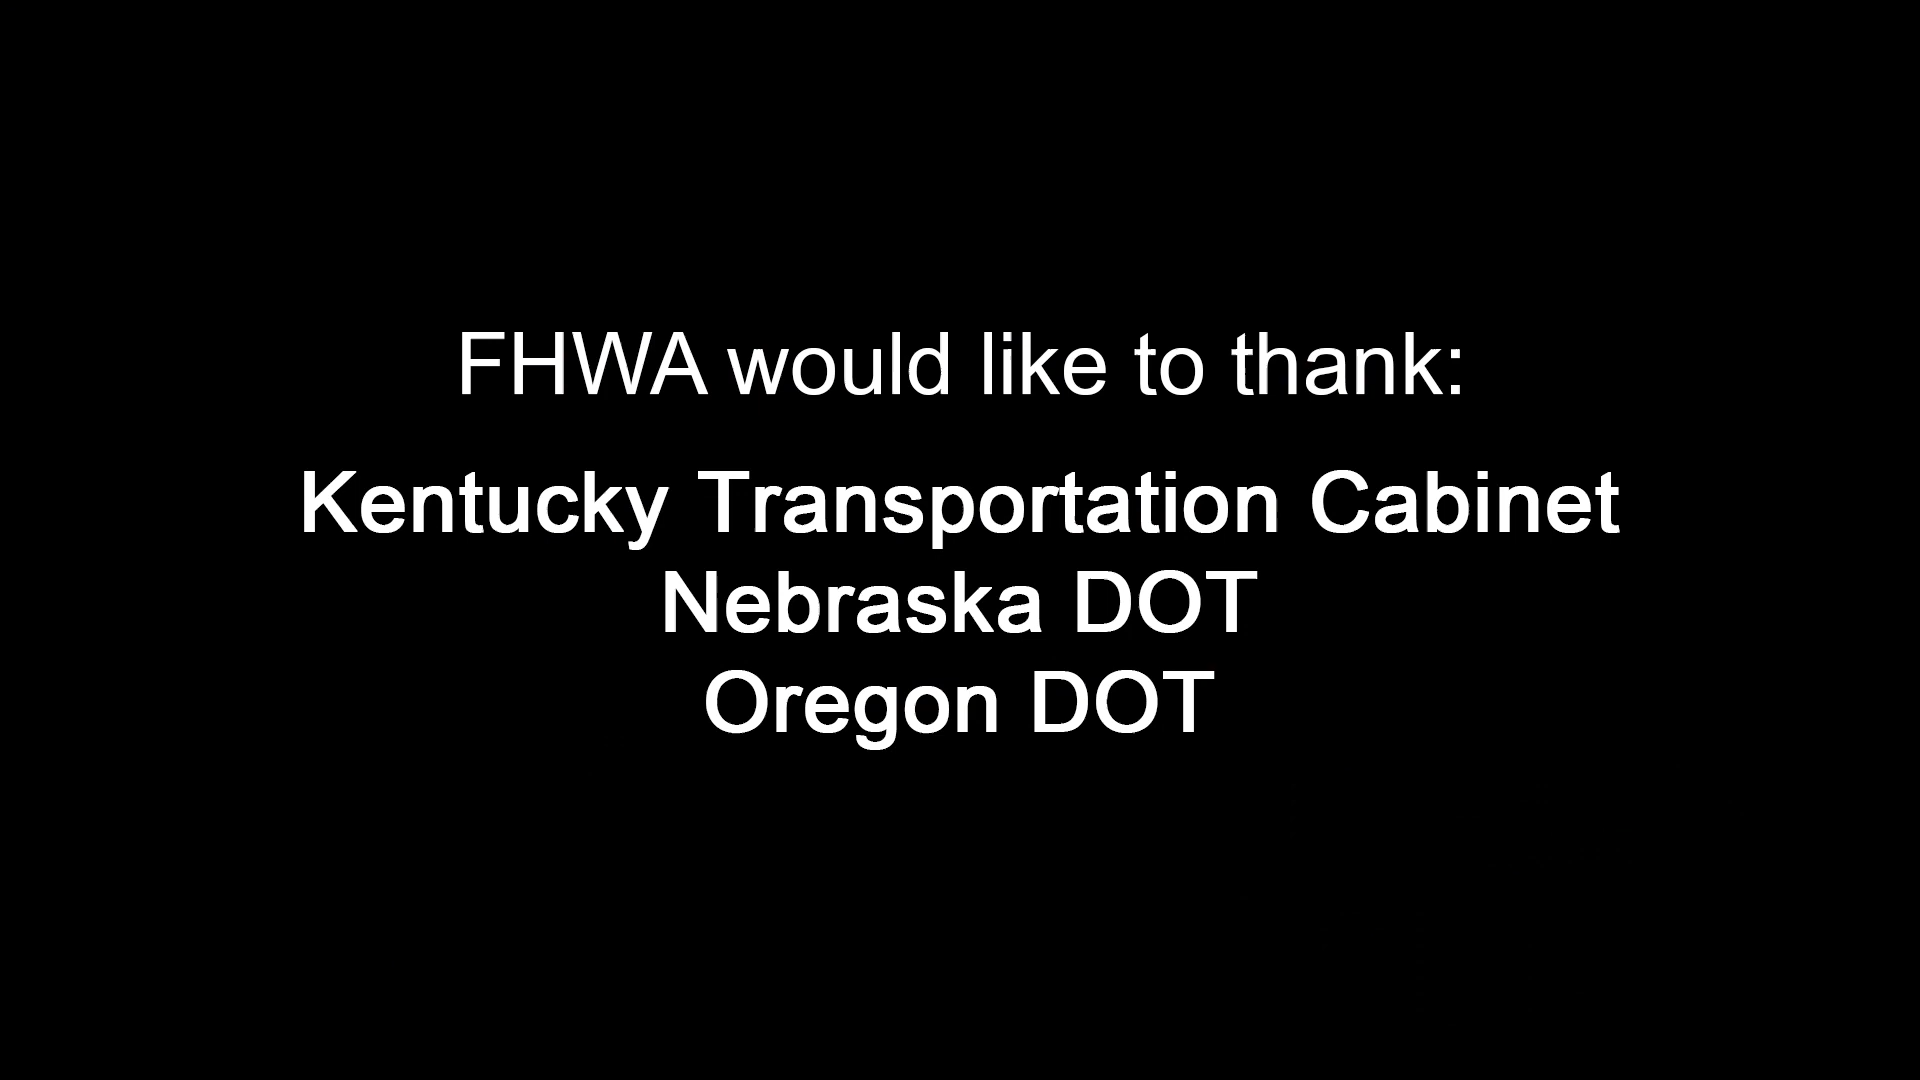 FHWA would like to thank:
Kentucky Transportation Cabinet
Nebraska DOT
Oregon DOT